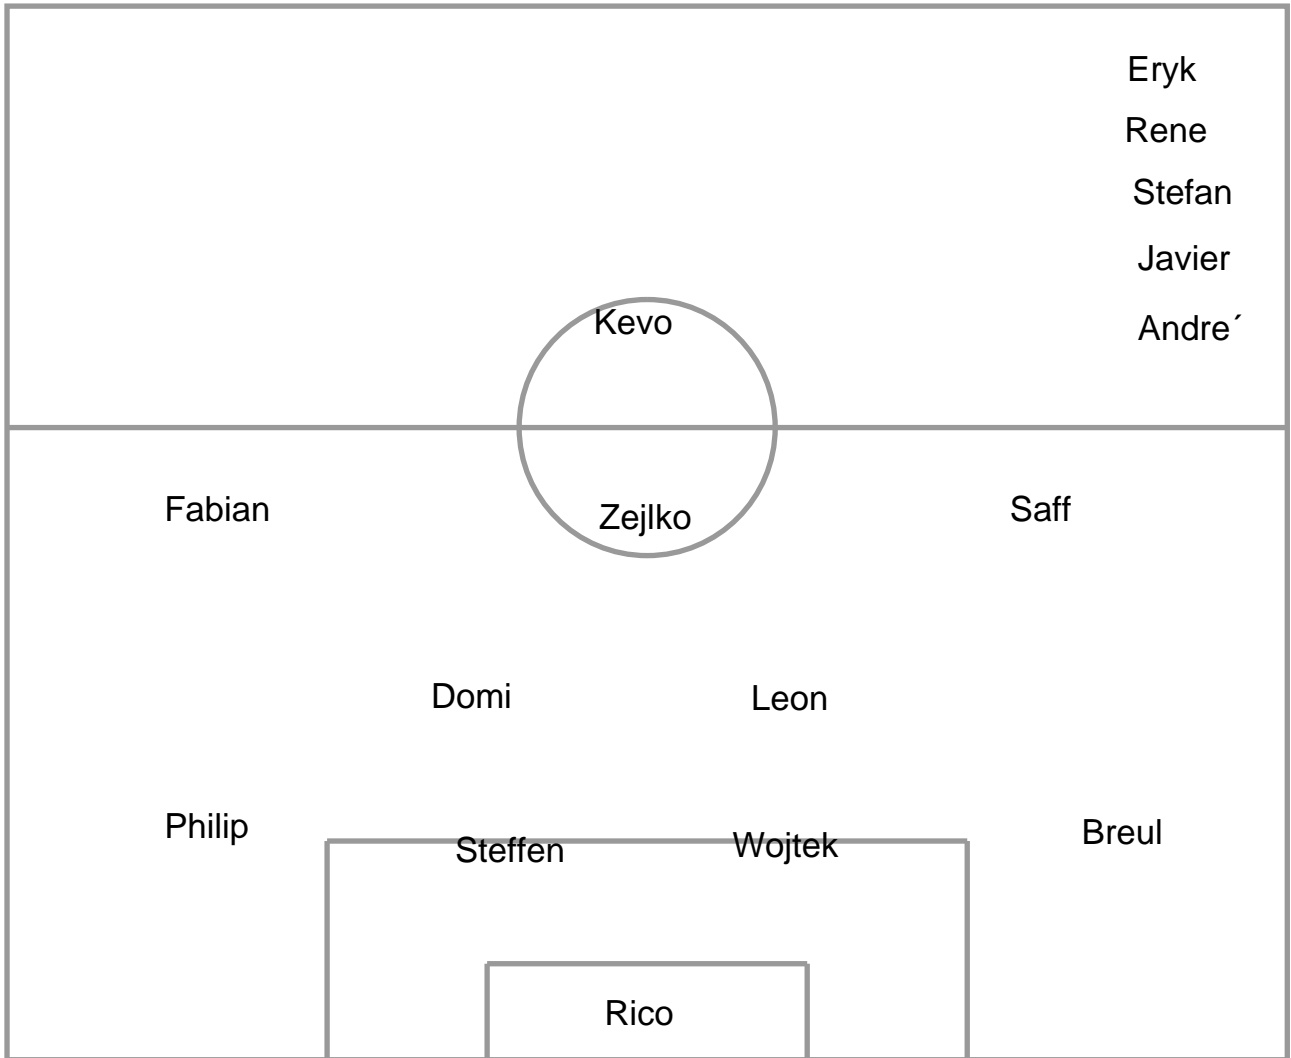 Eryk
Rene
Stefan
Javier
Andre´
Kevo
Fabian Zejlko Saff
Domi Leon
Philip Steffen Wojtek Breul
Rico